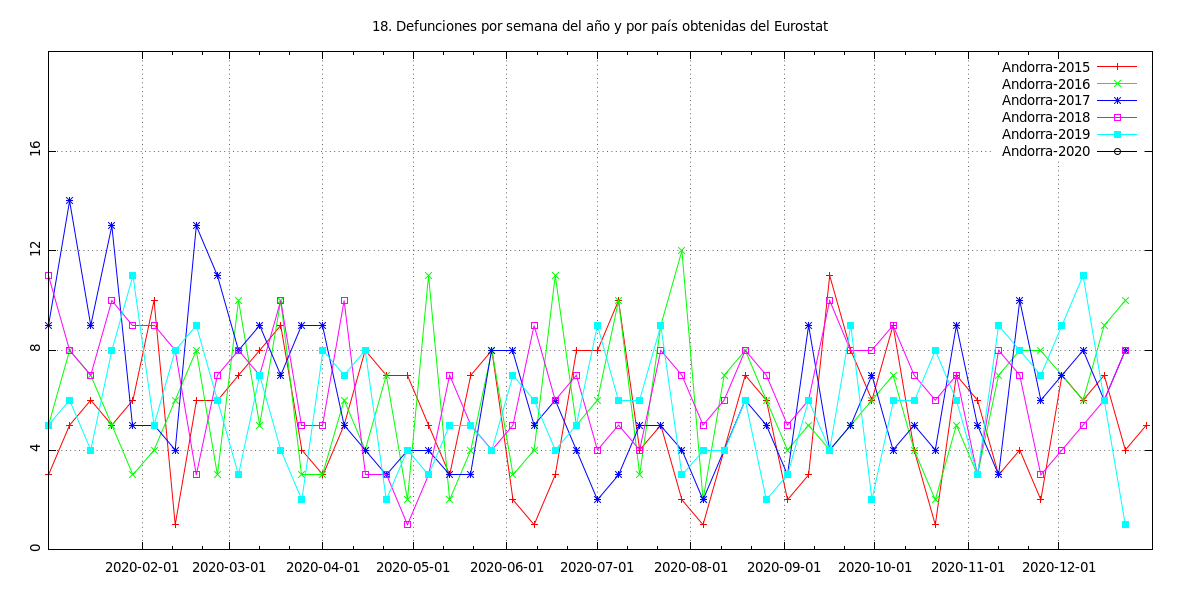 18. Defunciones por semana del año y por país obtenidas del Eurostat
Andorra-2015
Andorra-2016
Andorra-2017
Andorra-2018
Andorra-2019
Andorra-2020
16
12
8
4
0
2020-02-01 2020-03-01 2020-04-01 2020-05-01 2020-06-01 2020-07-01 2020-08-01 2020-09-01 2020-10-01 2020-11-01 2020-12-01